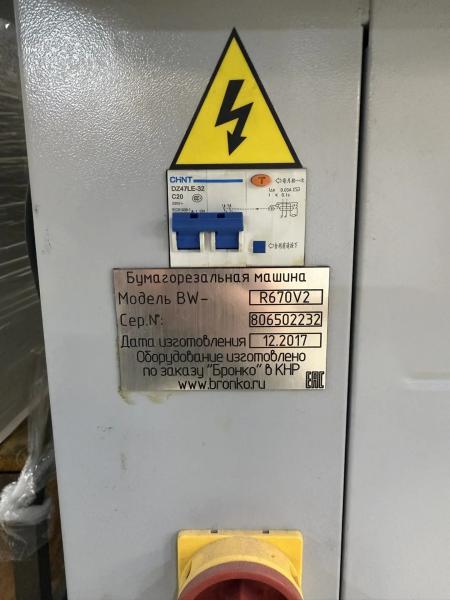 CHNT
DZ47LE-32
C20
T
Бумагорезальная машина
Модель BW- R670V2
Сер.№: 806502232
Дата изготовления 12.2017
Оборудование изготовлено
по заказу "Бронко" в КНР
www.bronko.ru
EAC